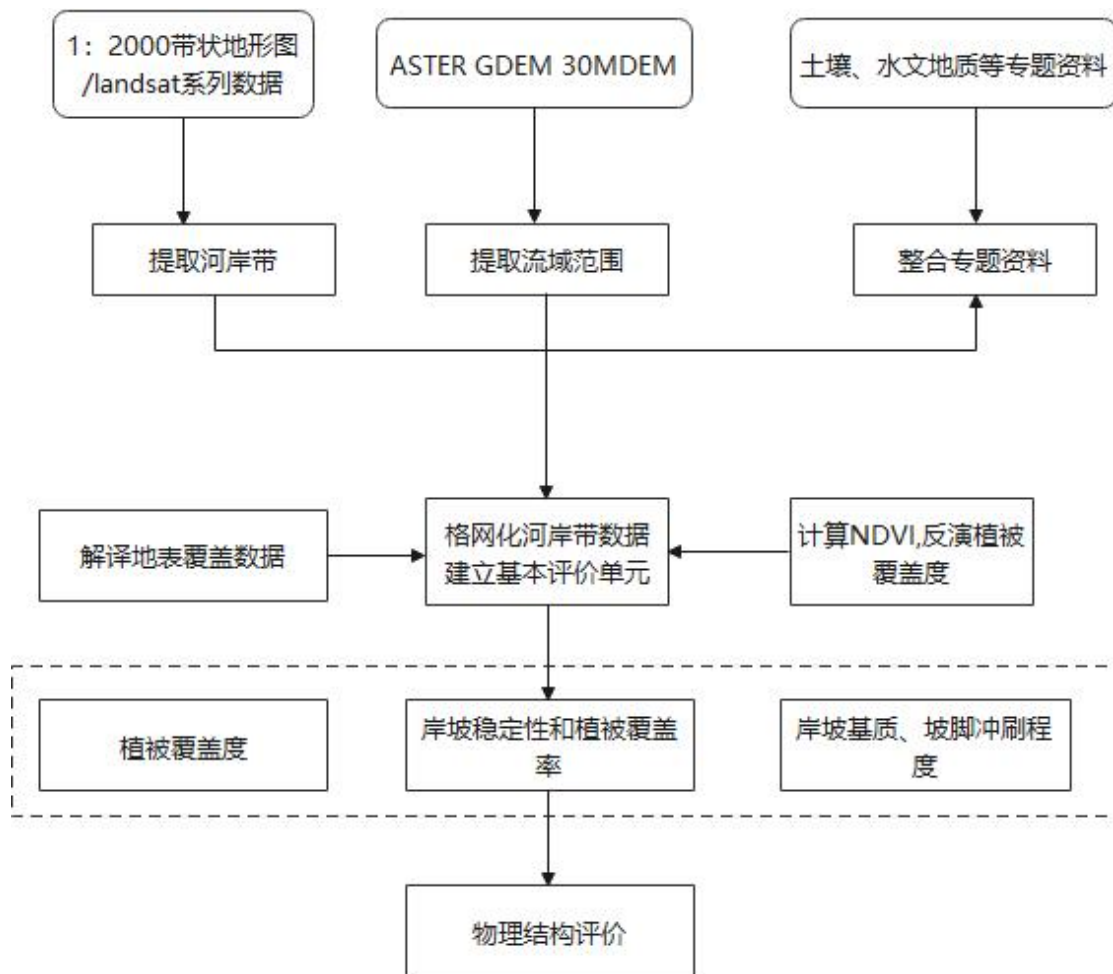 1：2000带状地形图
/landsat系列数据
ASTER GDEM 30MDEM
土壤、水文地质等专题资料
提取河岸带
提取流域范围
整合专题资料
解译地表覆盖数据
格网化河岸带数据
建立基本评价单元
计算NDVI,反演植被
覆盖度
植被覆盖度
岸坡稳定性和植被覆盖
率
岸坡基质、坡脚冲刷程
度
物理结构评价